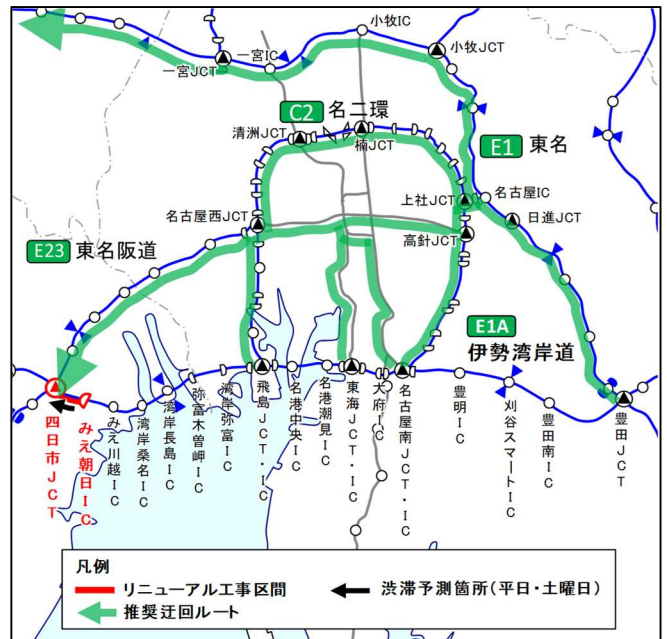 小牧IC
一宮IC
小牧JCT
一宮JCT
C2 名二環
清洲JCT
楠JCT
E1 東名
上社JCT
名古屋IC
名古屋西JCT
日進JCT
高針JCT
E23 東名阪道
E1A
伊勢湾岸道
四日市JCT
みえ朝日IC
みえ川越IC
湾岸桑名IC
湾岸長島IC
弥富木曽岬IC
湾岸弥富IC
飛島JCT・IC
名港中央IC
名港潮見IC
東海JCT・IC
大府IC
名古屋南JCT・IC
豊明IC
刈谷スマートIC
豊田南IC
豊田JCT
凡例
リニューアル工事区間
渋滞予測箇所(平日・土曜日)
推奨迂回ルート